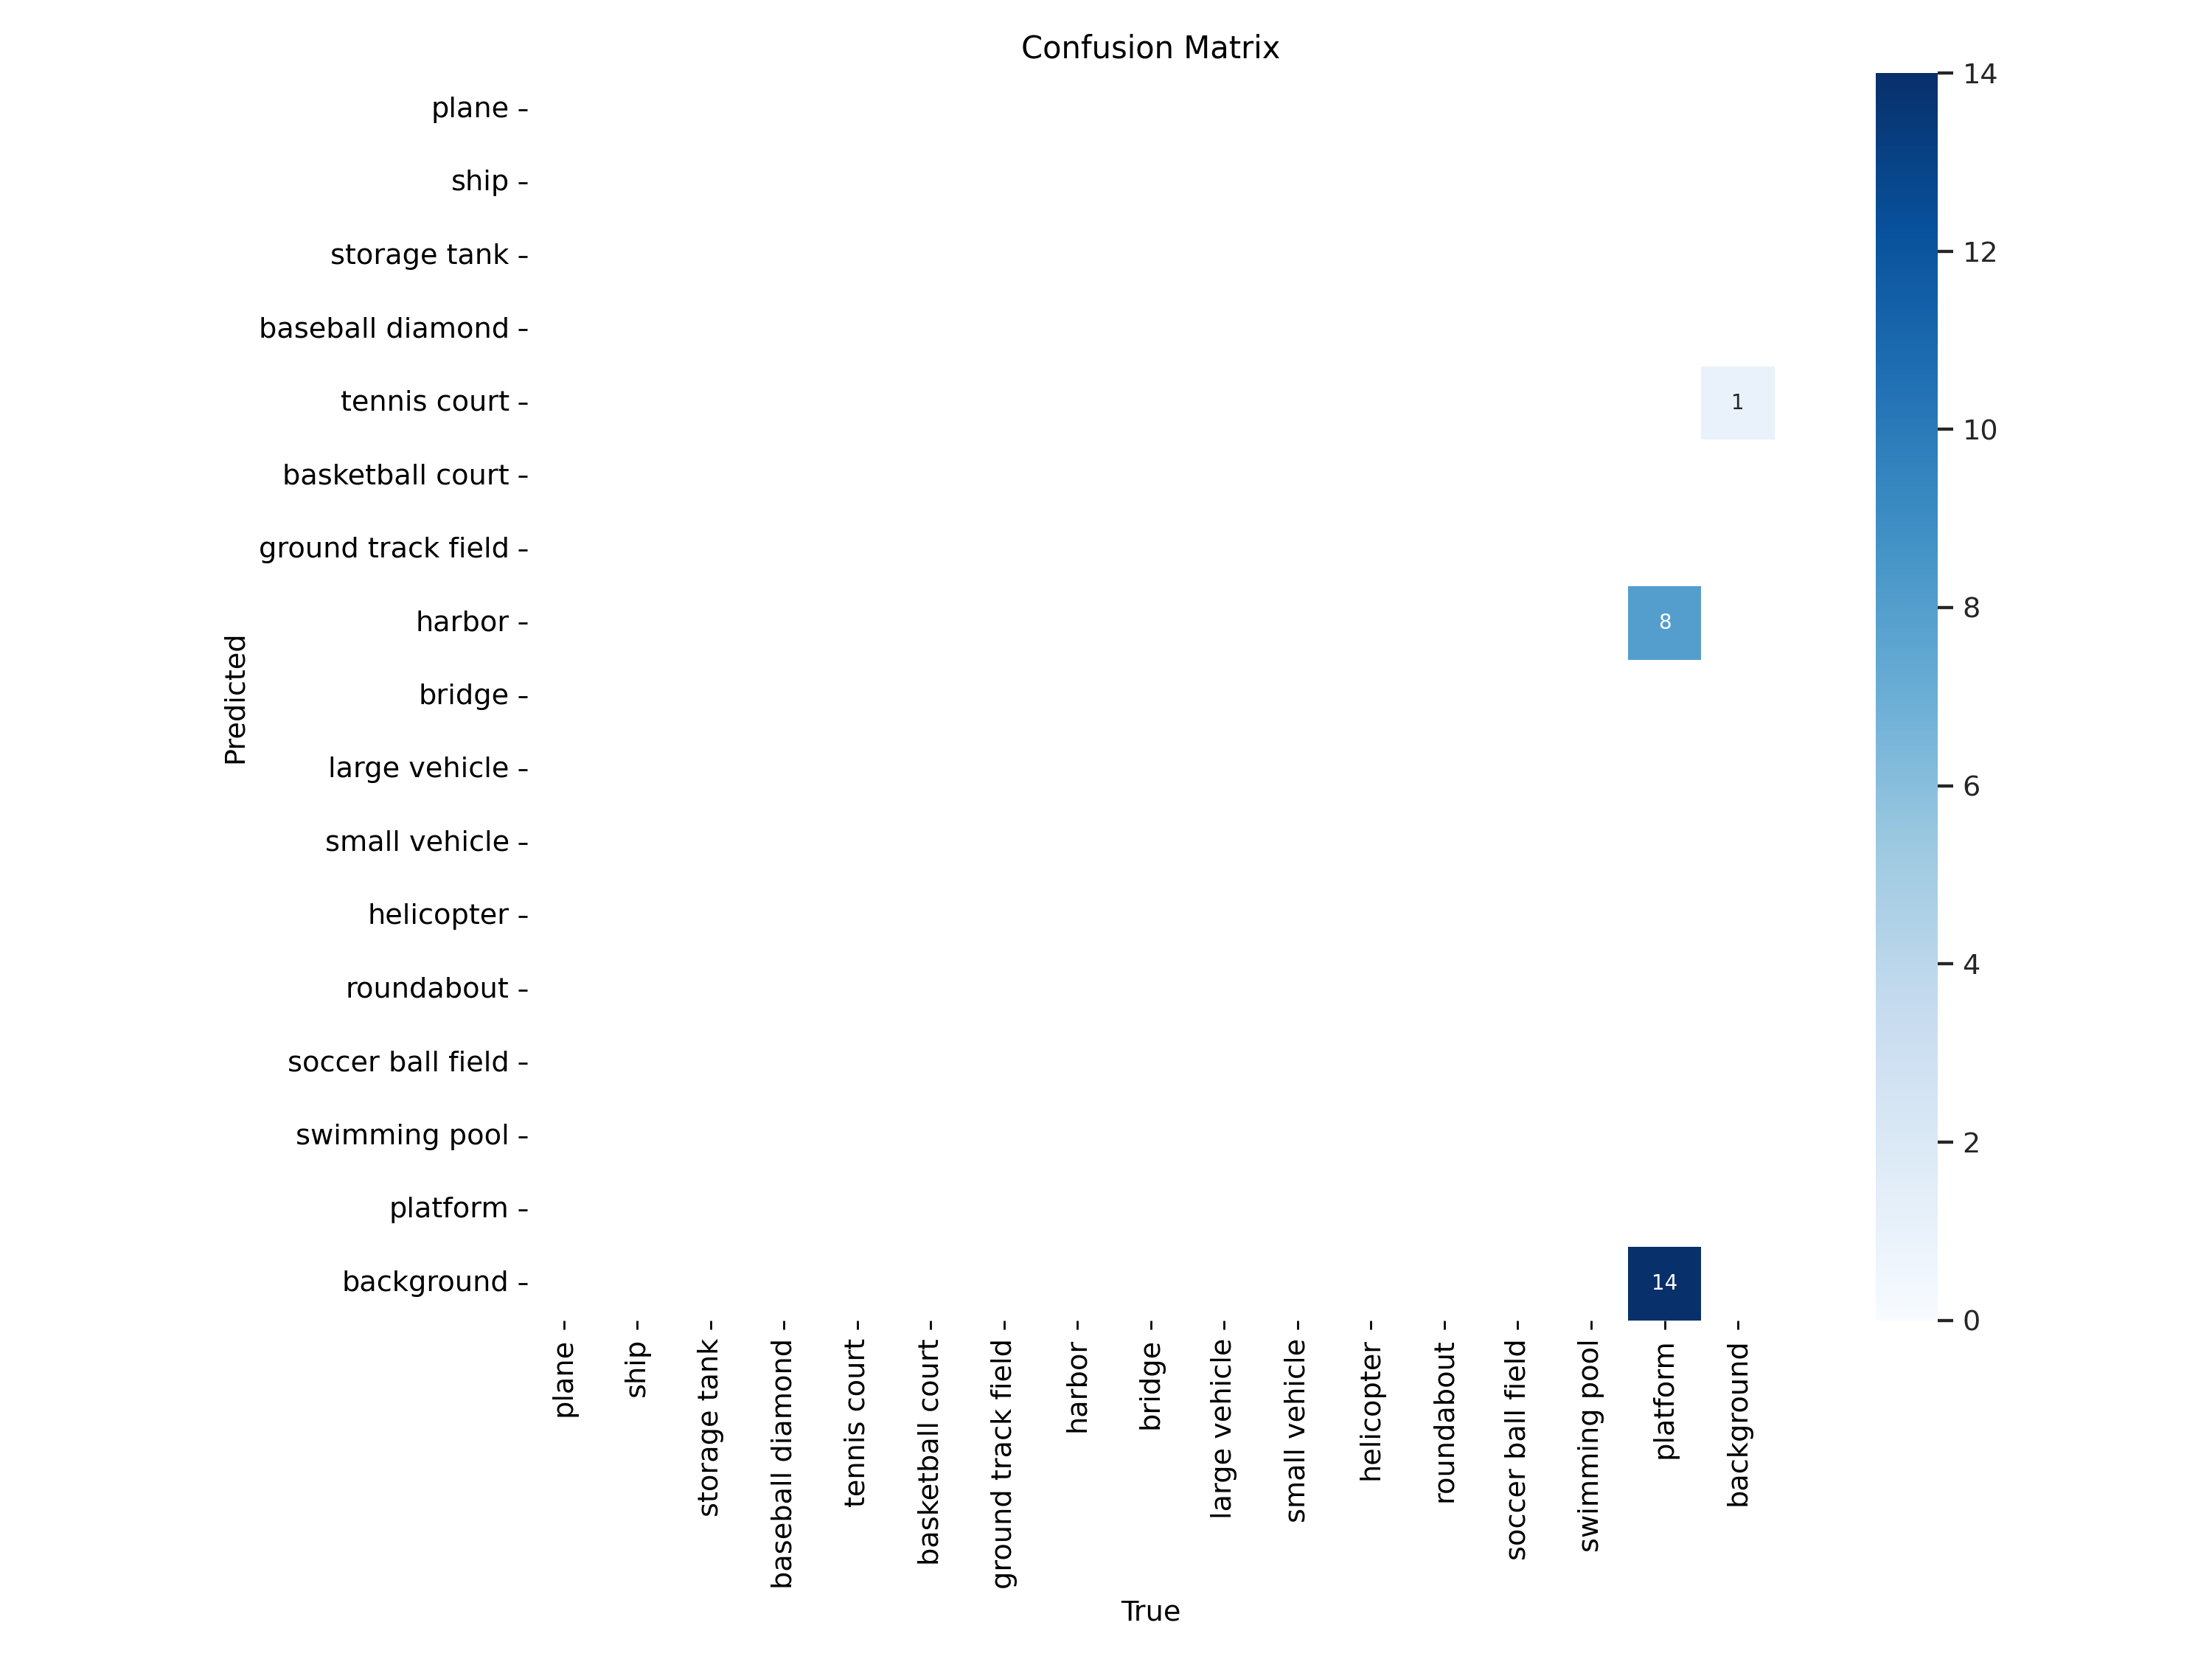 Confusion Matrix
plane
ship
storage tank
baseball diamond
tennis court
basketball court
ground track field
harbor
bridge
large vehicle
small vehicle
helicopter
roundabout
soccer ball field
swimming pool
platform
background
Predicted
1
8
14
plane
ship
storage tank
baseball diamond
tennis court
basketball court
ground track field
harbor
bridge
large vehicle
small vehicle
helicopter
roundabout
soccer ball field
swimming pool
platform
background
True
14
12
10
8
6
4
2
0